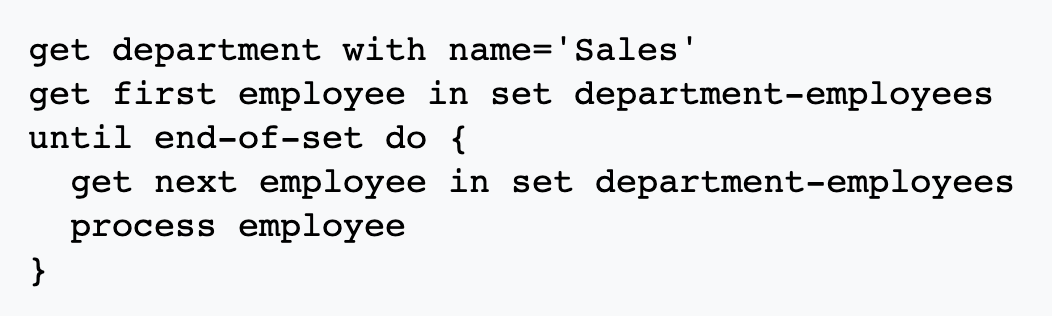 get department with name='Sales'
get first employee in set department-employees
until end-of-set do {
  get next employee in set department-employees
  process employee
}